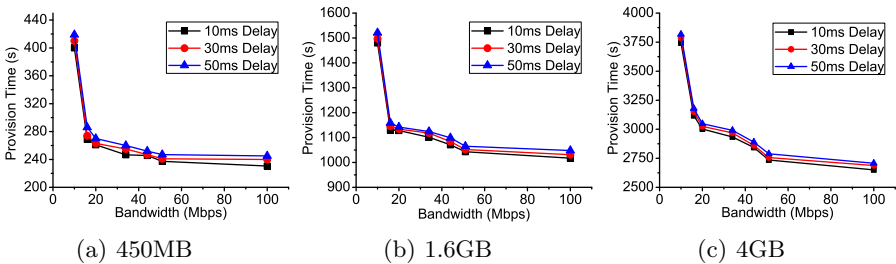 440
400
360
320
280
240
200
Provision Time (s)
10ms Delay
30ms Delay
50ms Delay
0 20 40 60 80 100
Bandwidth (Mbps)
(a) 450MB
1600
1500
1400
1300
1200
1100
1000
900
Provision Time (s)
10ms Delay
30ms Delay
50ms Delay
0 20 40 60 80 100
Bandwidth (Mbps)
(b) 1.6GB
4000
3750
3500
3250
3000
2750
2500
Provision Time (s)
10ms Delay
30ms Delay
50ms Delay
0 20 40 60 80 100
Bandwidth (Mbps)
(c) 4GB